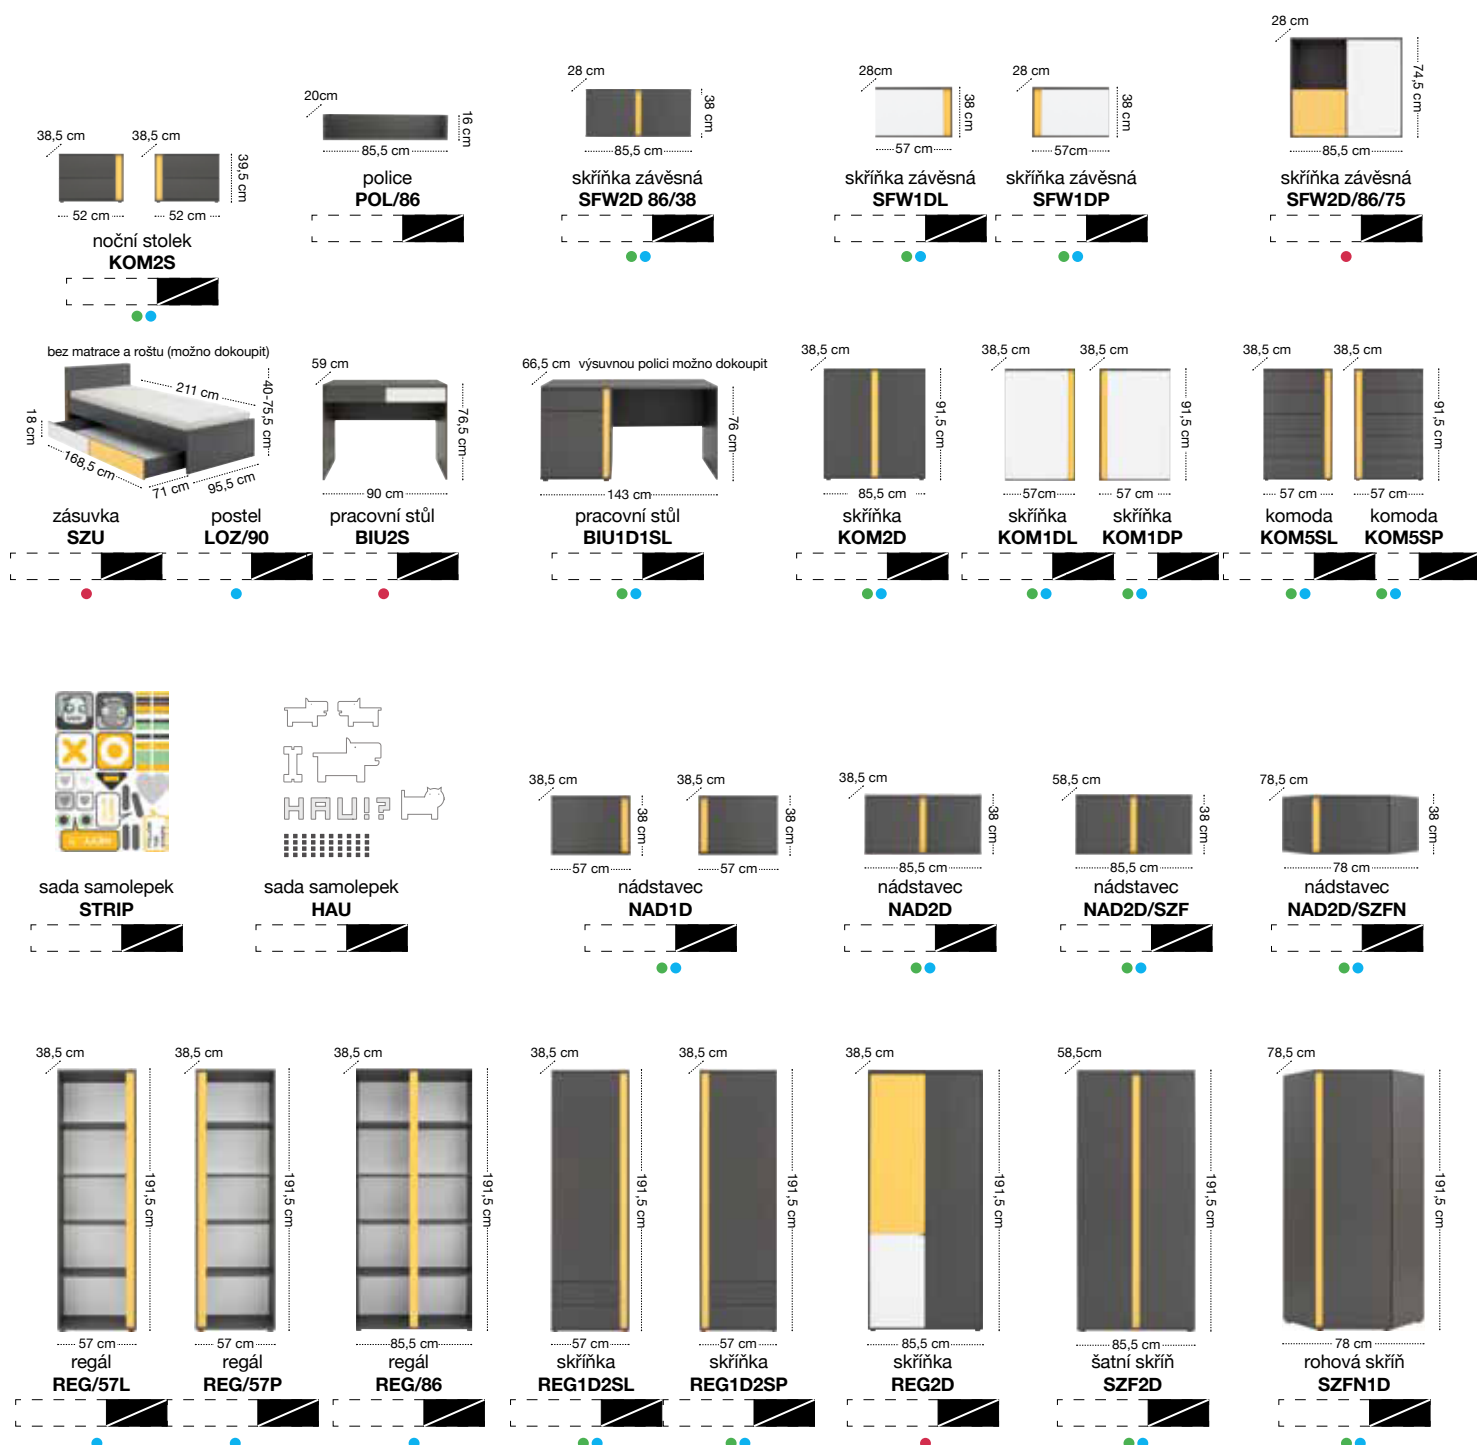 38,5 cm
38,5 cm
39,5 cm
52 cm
52 cm
noční stolek
KOM2S
20cm
16 cm
85,5 cm
police
POL/86
28 cm
38 cm
85,5 cm
skříňka závěsná
SFW2D 86/38
28cm
38 cm
57 cm
skříňka závěsná
SFW1DL
28 cm
38 cm
57cm
skříňka závěsná
SFW1DP
28 cm
74,5 cm
85,5 cm
skříňka závěsná
SFW2D/86/75
bez matrace a roštu (možno dokoupit)
211 cm
40-75,5 cm
18 cm
168,5 cm
71 cm
95,5 cm
zásuvka
SZU
postel
LOZ/90
59 cm
76,5 cm
90 cm
pracovní stůl
BIU2S
66,5 cm výsuvnou polici možno dokoupit
76 cm
143 cm
pracovní stůl
BIU1D1SL
38,5 cm
91,5 cm
85,5 cm
skříňka
KOM2D
38,5 cm
91,5 cm
57cm
skříňka
KOM1DL
38,5 cm
91,5 cm
57 cm
skříňka
KOM1DP
38,5 cm
57 cm
komoda
KOM5SL
38,5 cm
91,5 cm
57 cm
komoda
KOM5SP
sada samolepek
STRIP
HAU!?
sada samolepek
HAU
38,5 cm
38 cm
57 cm
38,5 cm
38 cm
57 cm
nádstavec
NAD1D
38,5 cm
38 cm
85,5 cm
nádstavec
NAD2D
58,5 cm
38 cm
85,5 cm
nádstavec
NAD2D/SZF
78,5 cm
38 cm
78 cm
nádstavec
NAD2D/SZFN
38,5 cm
191,5 cm
57 cm
regál
REG/57L
38,5 cm
191,5 cm
57 cm
regál
REG/57P
38,5 cm
191,5 cm
85,5 cm
regál
REG/86
38,5 cm
191,5 cm
57 cm
skříňka
REG1D2SL
38,5 cm
191,5 cm
57 cm
skříňka
REG1D2SP
38,5 cm
191,5 cm
85,5 cm
skříňka
REG2D
58,5cm
191,5 cm
85,5 cm
šatní skříň
SZF2D
78,5 cm
191,5 cm
78 cm
rohová skříň
SZFN1D